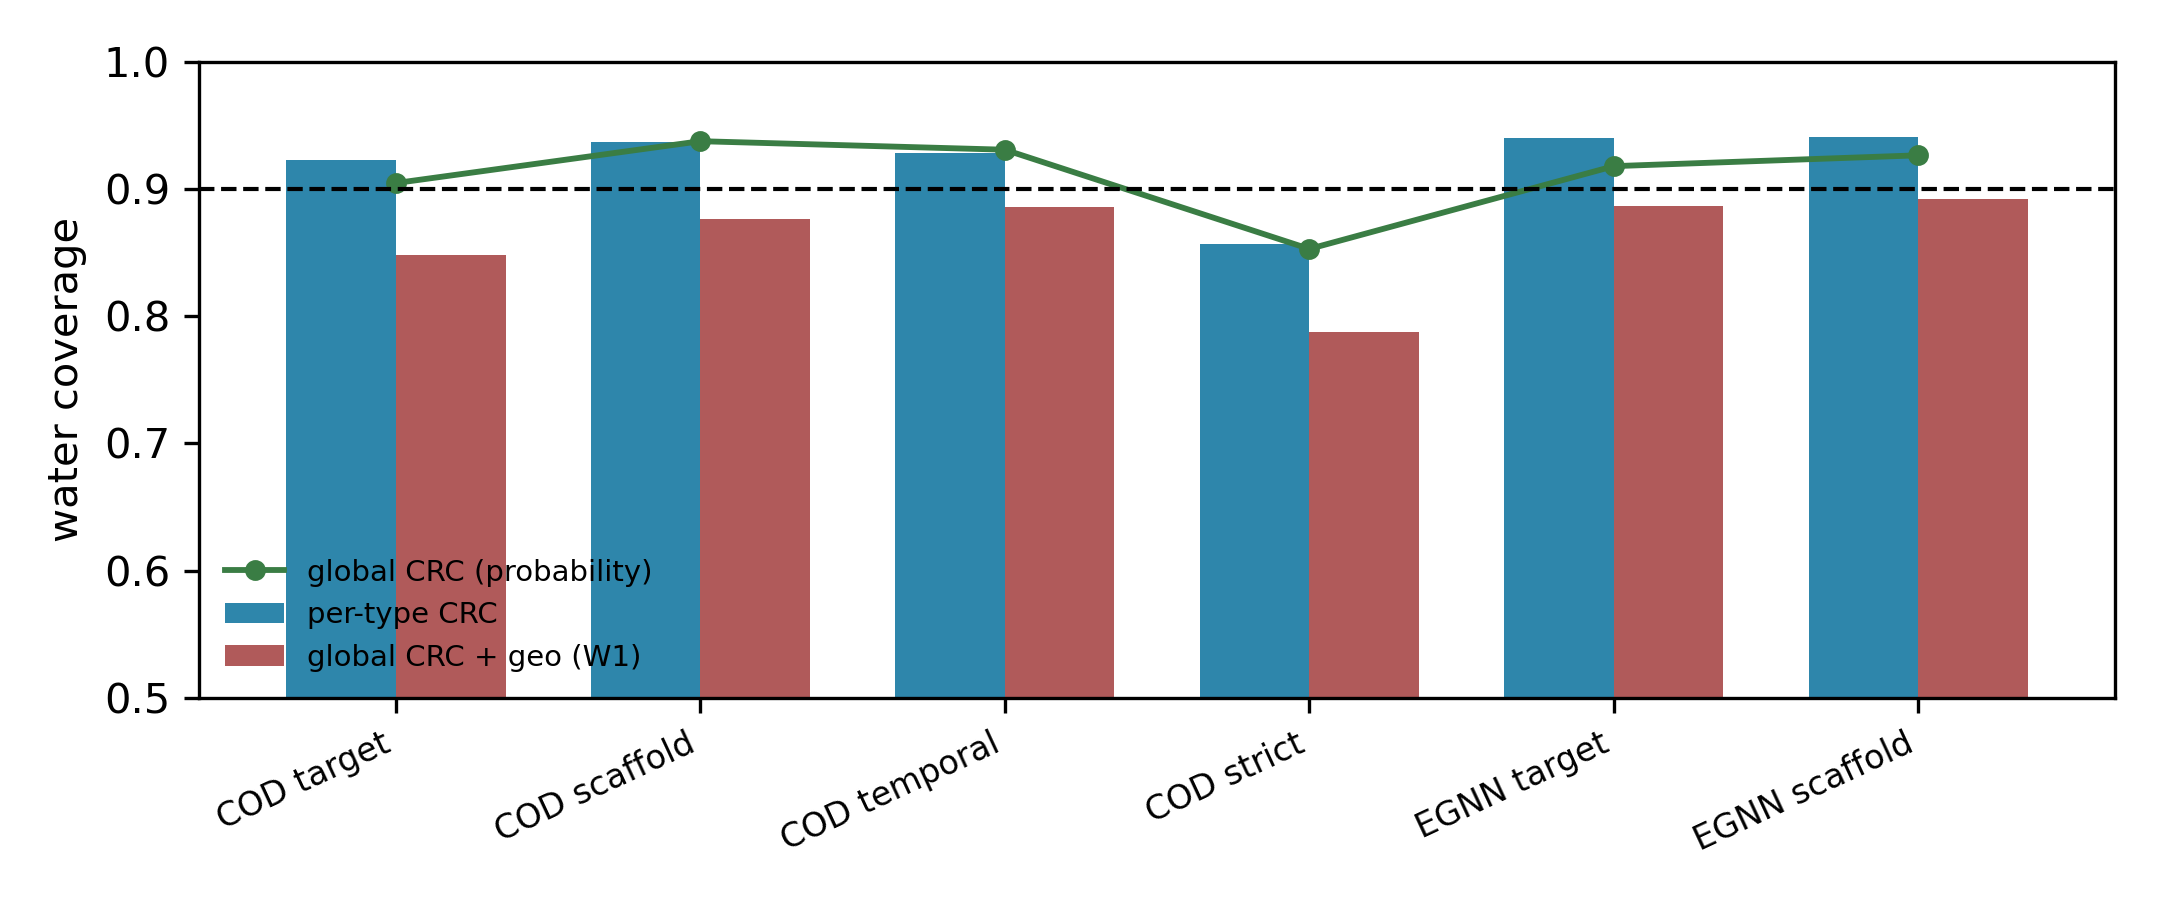 1.0
0.9
0.8
0.7
0.6
0.5
water coverage
global CRC (probability)
per-type CRC
global CRC + geo (W1)
COD target
COD scaffold
COD temporal
COD strict
EGNN target
EGNN scaffold